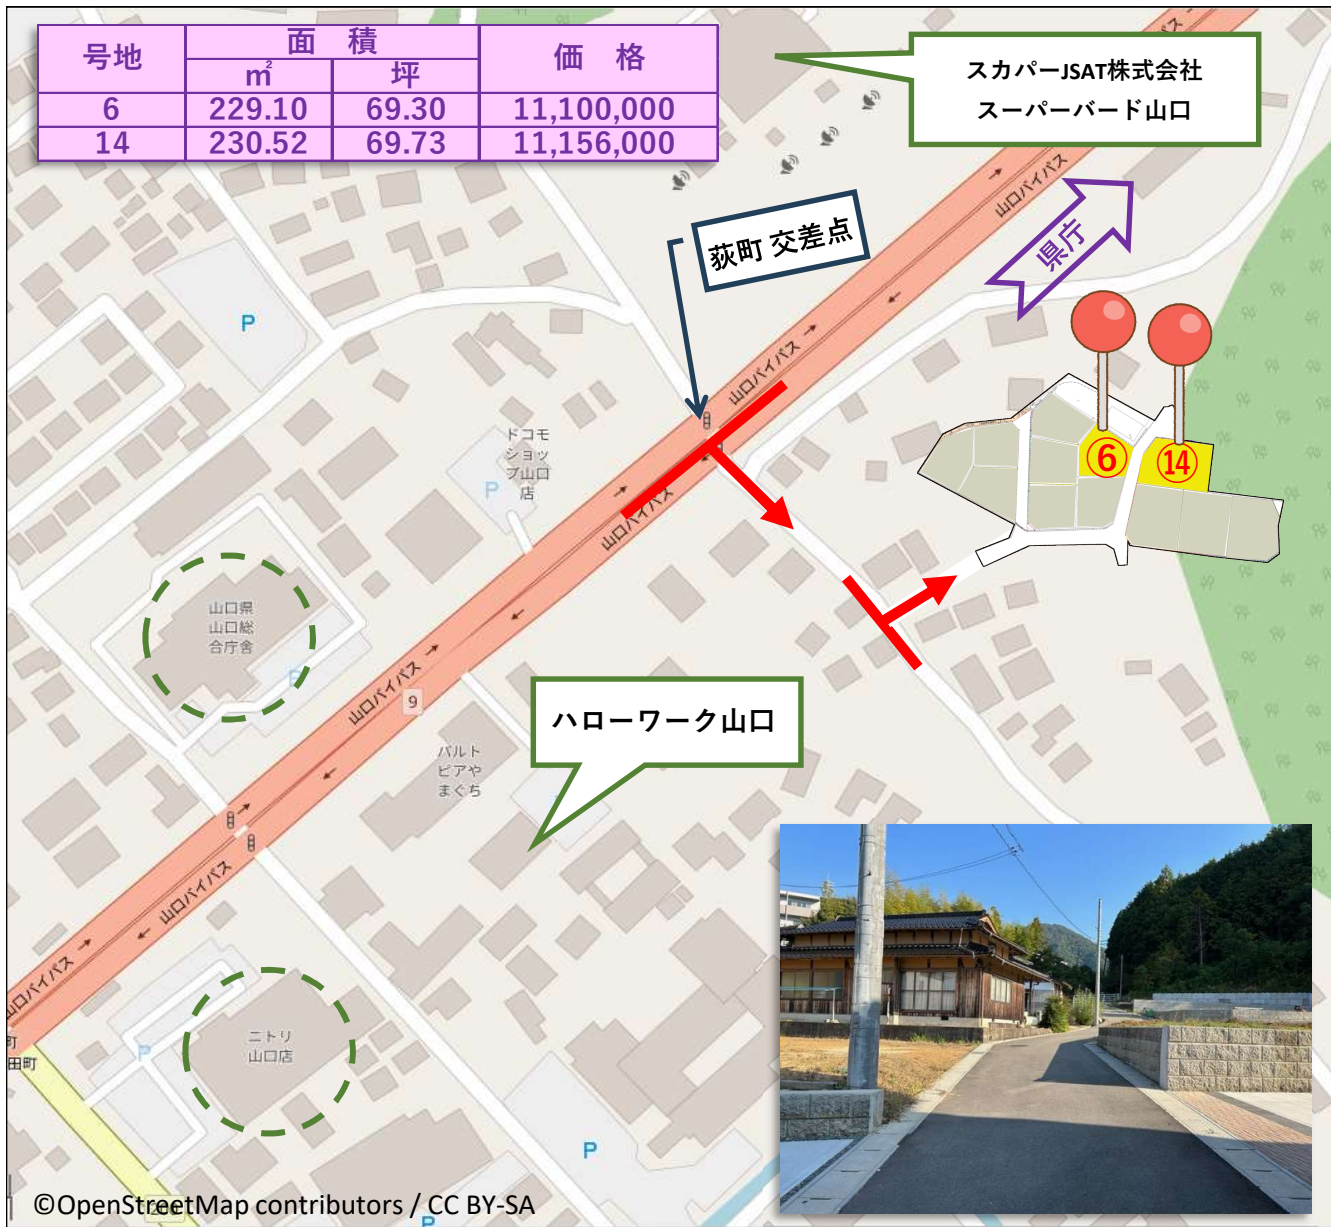 号地 面 積 価 格
㎡ 坪
6 229.10 69.30 11,100,000
14 230.52 69.73 11,156,000
スカパーJSAT株式会社
スーパーバード山口
山口バイパス
荻町 交差点
県庁
P
山口バイパス
ドコモ
ショッ
プ山口
店
P
山口バイパス
⑥
⑭
山口県
山口総
合庁舎
P
山口バイパス
9
ハローワーク山口
パルト
ピアや
まぐち
山口バイパス
山口バイパス
ニトリ
山口店
P
町
田町
P
P
©OpenStreetMap contributors / CC BY-SA